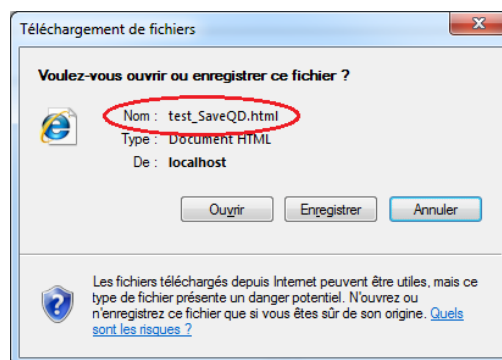 Téléchargement de fichiers
Voulez-vous ouvrir ou enregistrer ce fichier ?
Nom : test_SaveQD.html
Type : Document HTML
De : localhost
Ouvrir Enregistrer Annuler
Les fichiers téléchargés depuis Internet peuvent être utiles, mais ce
type de fichier présente un danger potentiel. N'ouvrez ou
n'enregistrez ce fichier que si vous êtes sûr de son origine. Quels
sont les risques ?